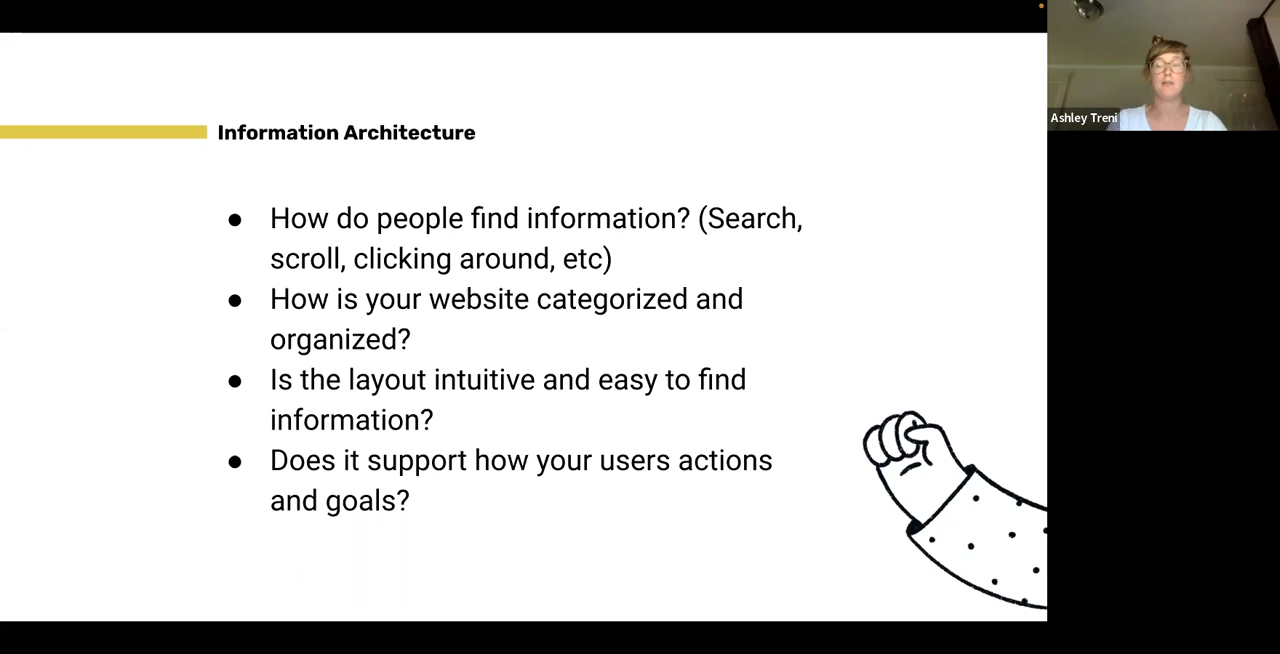 Information Architecture
● How do people find information? (Search,
scroll, clicking around, etc)
● How is your website categorized and
organized?
● Is the layout intuitive and easy to find
information?
● Does it support how your users actions
and goals?
Ashley Treni